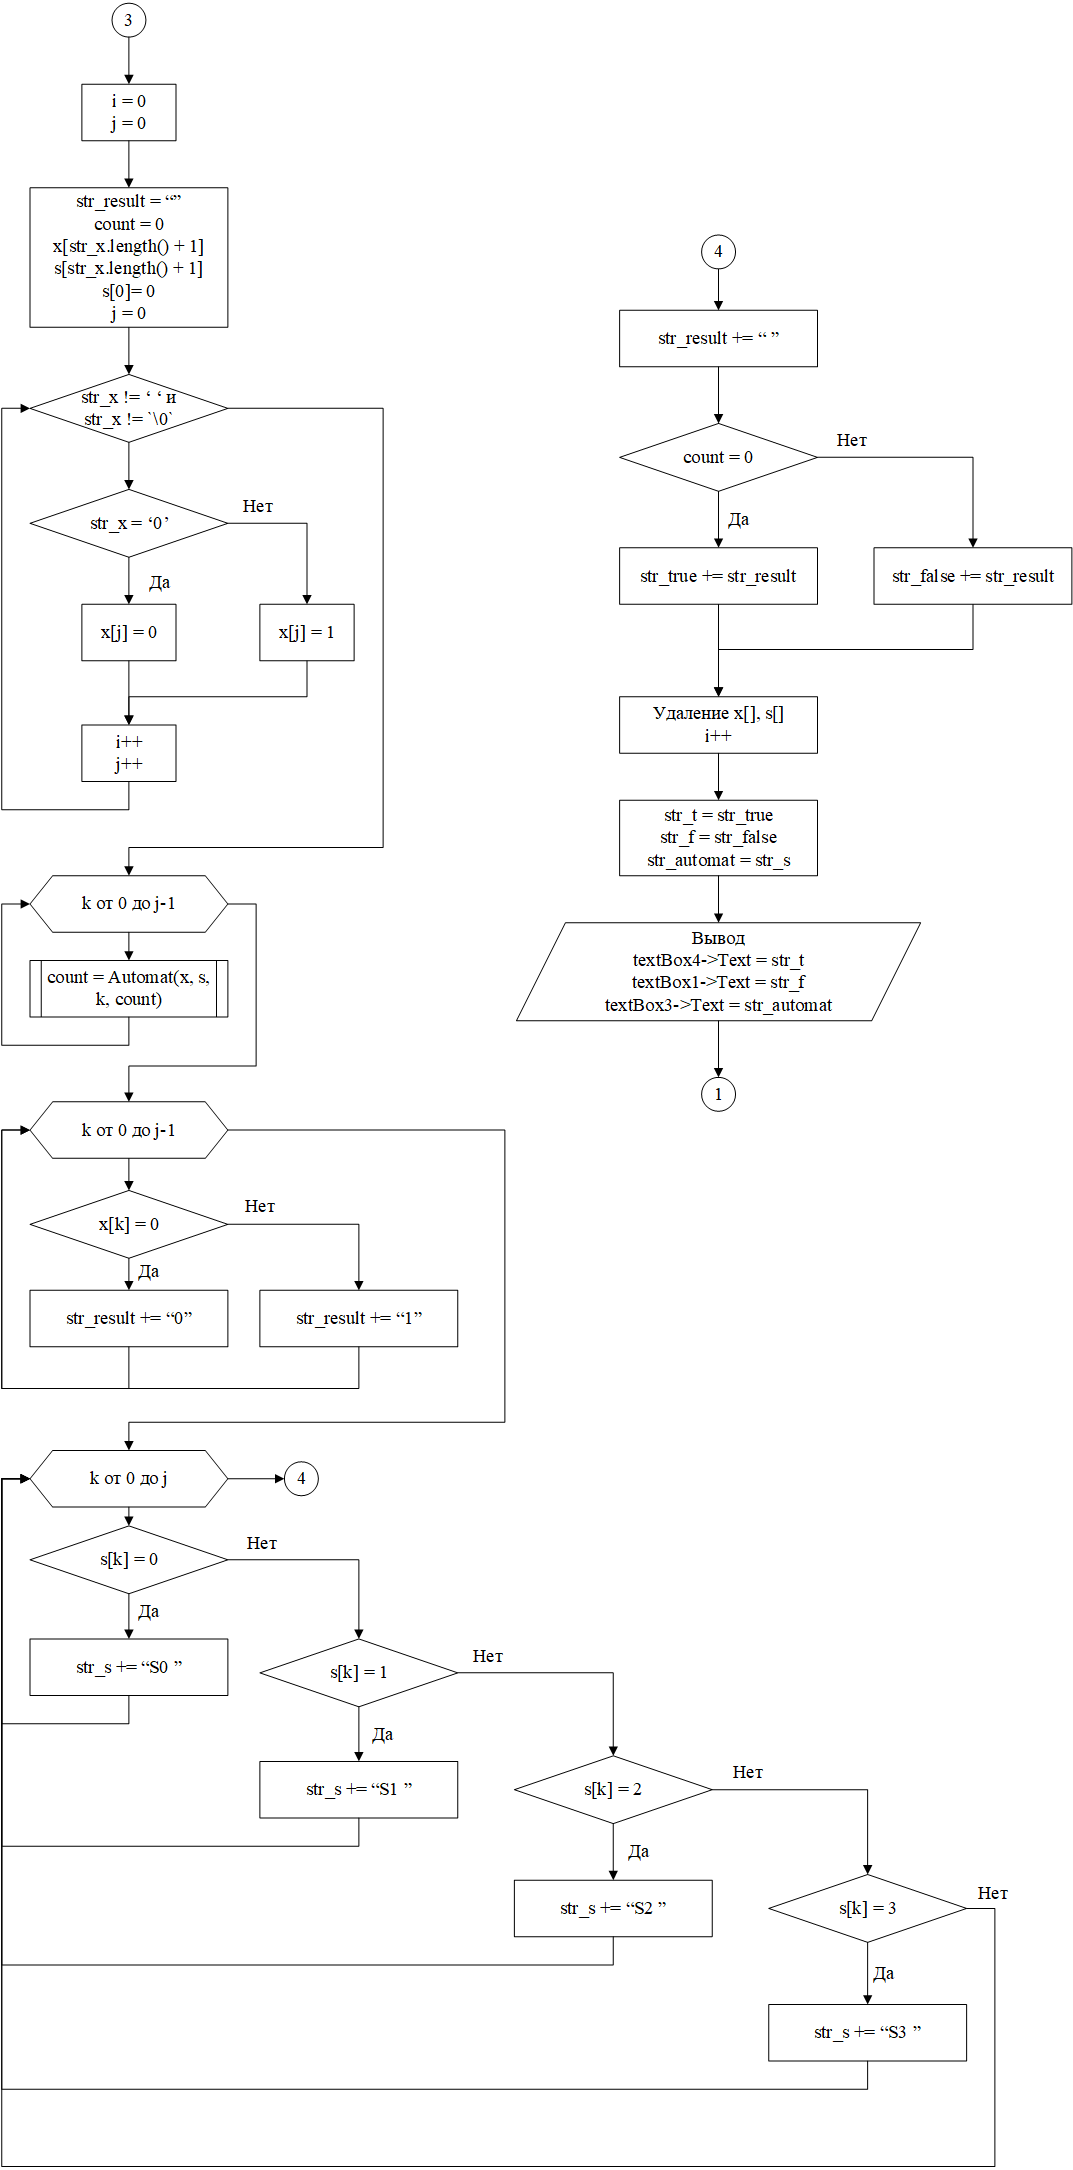 3
i = 0
j = 0
str_result = “”
count = 0
x[str_x.length() + 1]
s[str_x.length() + 1]
s[0]= 0
j = 0
str_x != ‘ ‘ и
str_x != `\0`
str_x = ‘0’
Нет
Да
x[j] = 0
x[j] = 1
i++
j++
k от 0 до j-1
count = Automat(x, s,
k, count)
k от 0 до j-1
x[k] = 0
Нет
Да
str_result += “0”
str_result += “1”
k от 0 до j
4
s[k] = 0
Нет
Да
str_s += “S0 ”
s[k] = 1
Нет
Да
str_s += “S1 ”
s[k] = 2
Нет
Да
str_s += “S2 ”
s[k] = 3
Нет
Да
str_s += “S3 ”
4
str_result += “ ”
count = 0
Нет
Да
str_true += str_result
str_false += str_result
Удаление x[], s[]
i++
str_t = str_true
str_f = str_false
str_automat = str_s
Вывод
textBox4->Text = str_t
textBox1->Text = str_f
textBox3->Text = str_automat
1